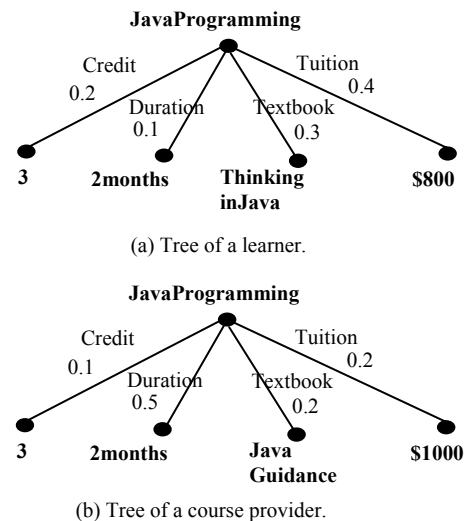 JavaProgramming
Credit
Tuition
0.2
0.4
Duration
Textbook
0.1
0.3
3
2months
Thinking
inJava
$800
(a) Tree of a learner.
JavaProgramming
Credit
Tuition
0.1
0.2
Duration
Textbook
0.5
0.2
3
2months
Java
Guidance
$1000
(b) Tree of a course provider.